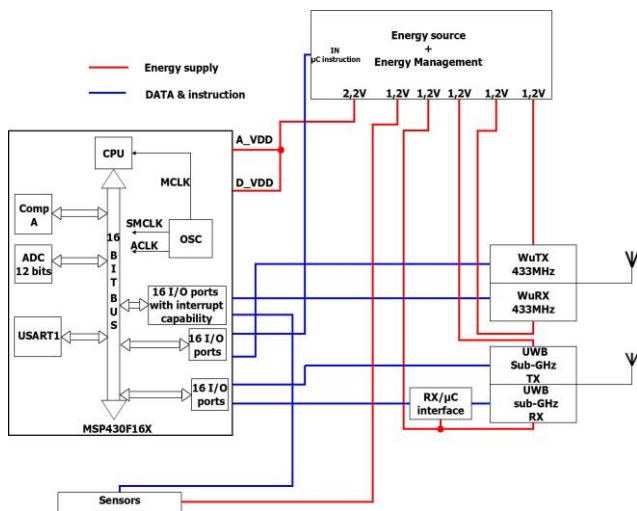 Energy source
+
Energy Management
IN
µC instruction
2,2V 1,2V 1,2V 1,2V 1,2V 1,2V
Energy supply
DATA & instruction
A_VDD
D_VDD
CPU
MCLK
Comp
A
SMCLK
ACLK
OSC
ADC
12 bits
16
BIT BUS
16 I/O ports
with interrupt
capability
USART1
16 I/O
ports
16 I/O
ports
MSP430F16X
WuTX
433MHz
WuRX
433MHz
UWB
Sub-GHz
TX
UWB
sub-GHz
RX
RX/µC
interface
Sensors